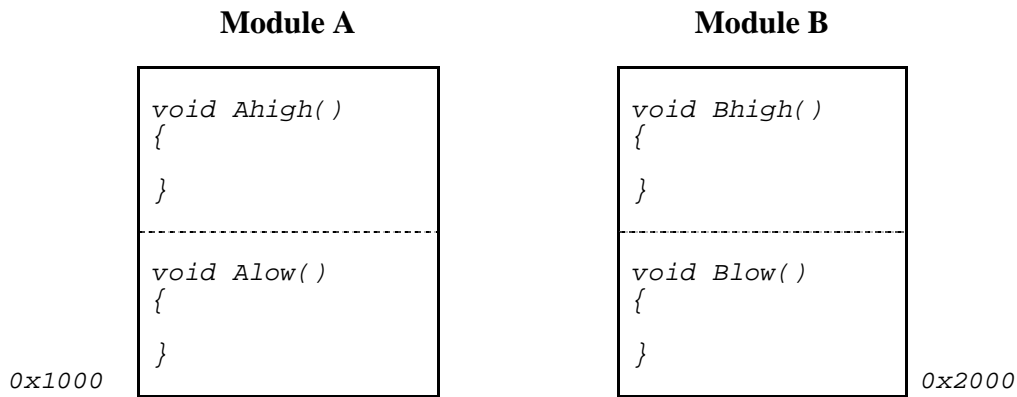 Module A
void Ahigh()
{
}
void Alow()
{
}
0x1000
Module B
void Bhigh()
{
}
void Blow()
{
}
0x2000